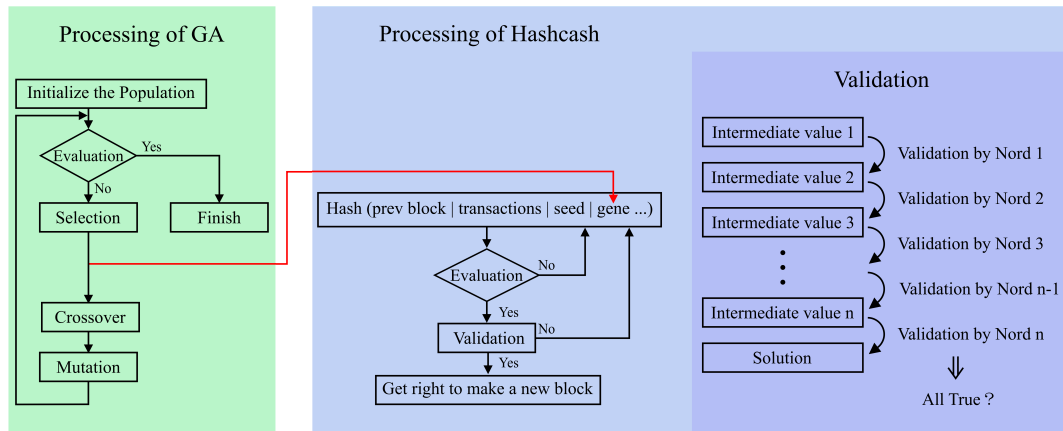 Processing of GA
Initialize the Population
Evaluation
Yes
No
Selection
Finish
Crossover
Mutation
Processing of Hashcash
Hash (prev block | transactions | seed | gene ...)
Evaluation
No
Yes
Validation
No
Yes
Get right to make a new block
Validation
Intermediate value 1
Validation by Nord 1
Intermediate value 2
Validation by Nord 2
Intermediate value 3
Validation by Nord 3
Validation by Nord n-1
Intermediate value n
Validation by Nord n
Solution
All True ?